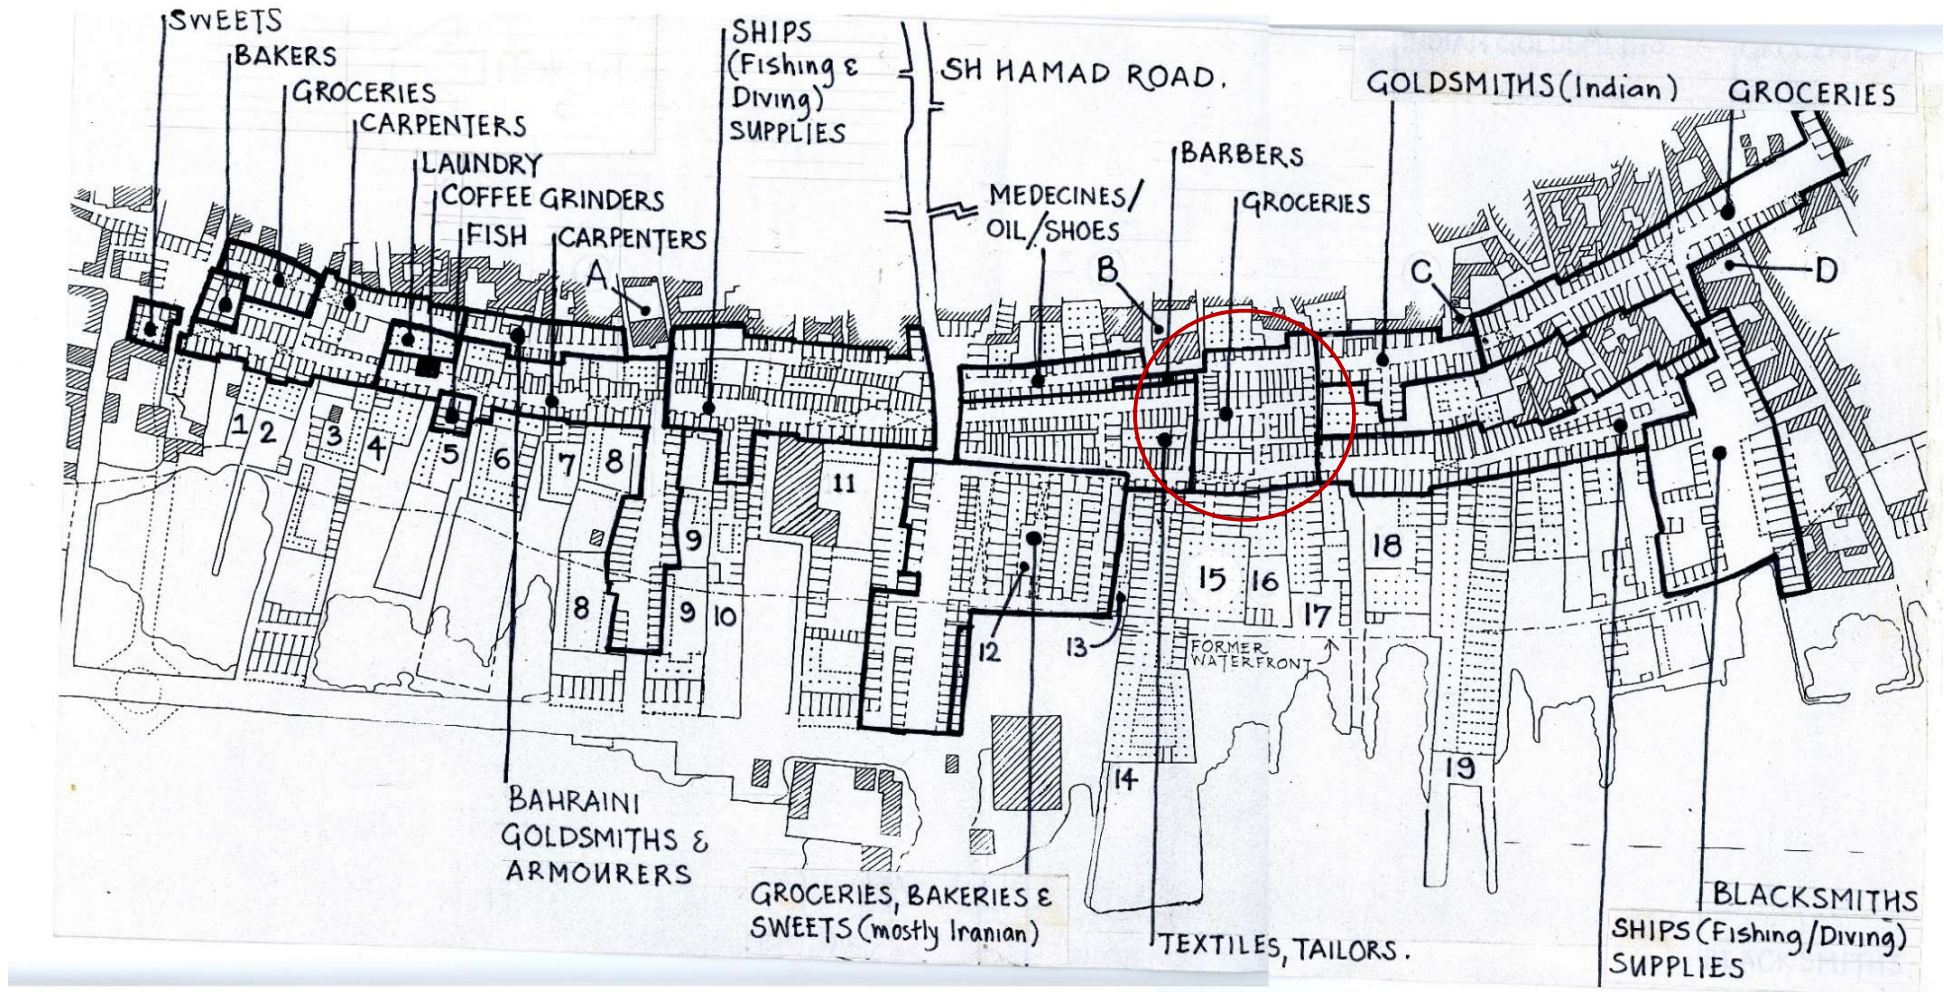 SWEETS
BAKERS
GROCERIES
CARPENTERS
LAUNDRY
COFFEE GRINDERS
FISH
CARPENTERS
A
SHIPS
(Fishing &
Diving)
SUPPLIES
SH HAMAD ROAD.
MEDECINES/
OIL/SHOES
B
BARBERS
GROCERIES
GOLDSMITHS (Indian)
GROCERIES
C
D
1
2
3
4
5
6
7
8
8
9
9
10
11
12
13
14
15
16
17
18
19
FORMER
WATERFRONT
BAHRAINI
GOLDSMITHS &
ARMOURERS
GROCERIES, BAKERIES &
SWEETS (mostly Iranian)
TEXTILES, TAILORS.
BLACKSMITHS
SHIPS (Fishing/Diving)
SUPPLIES